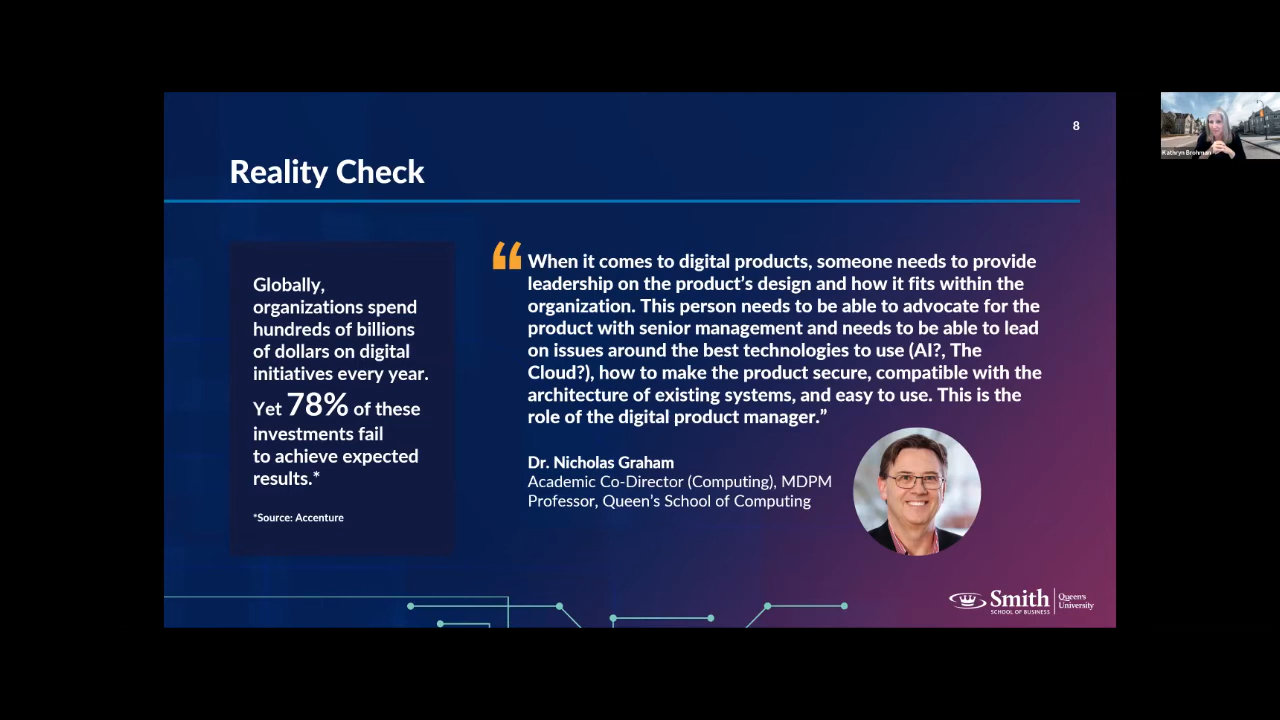 8
Kathryn Brohman
Reality Check
Globally,
organizations spend
hundreds of billions
of dollars on digital
initiatives every year.
Yet 78% of these
investments fail
to achieve expected
results.*
*Source: Accenture
“
When it comes to digital products, someone needs to provide
leadership on the product’s design and how it fits within the
organization. This person needs to be able to advocate for the
product with senior management and needs to be able to lead
on issues around the best technologies to use (AI?, The
Cloud?), how to make the product secure, compatible with the
architecture of existing systems, and easy to use. This is the
role of the digital product manager.”
Dr. Nicholas Graham
Academic Co-Director (Computing), MDPM
Professor, Queen’s School of Computing
Smith
SCHOOL OF BUSINESS
Queen's
University